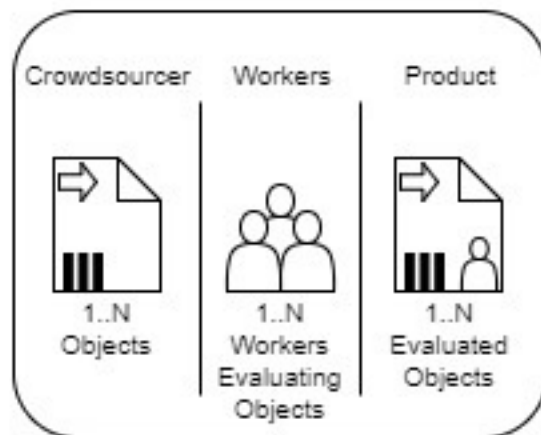 Crowdsourcer
Workers
Product
1..N
Objects
1..N
Workers
Evaluating
Objects
1..N
Evaluated
Objects